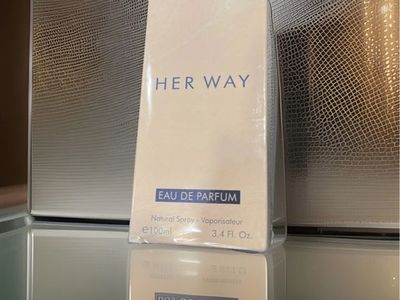 HER WAY
EAU DE PARFUM
Natural Spray - Vaporisateur
℮100ml 3.4 Fl. Oz.